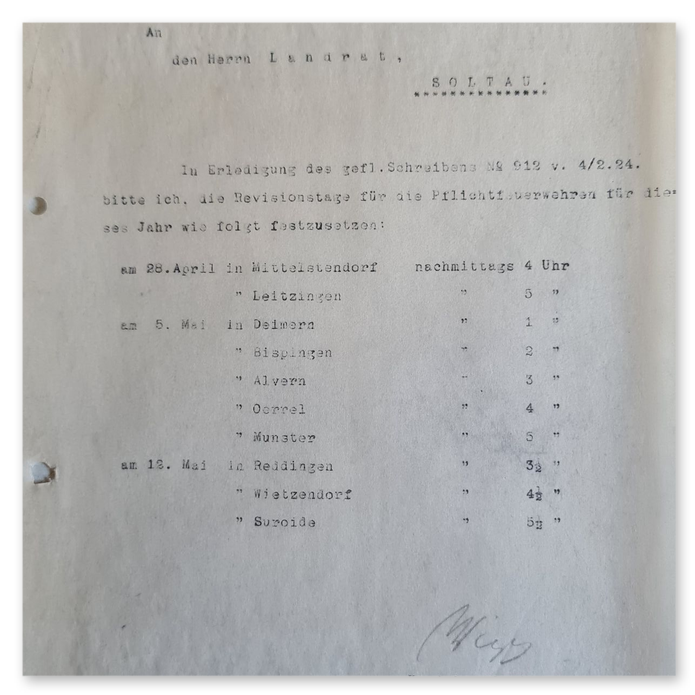 An
den Herrn Landrat,
SOLTAU.
In Erledigung des gefl.Schreibens № 912 v. 4/2.24.
bitte ich, die Revisionstage für die Pflichtfeuerwehren für die=
ses Jahr wie folgt festzusetzen:
am 28.April in Mittelstendorf nachmittags 4 Uhr
" Leitzingen " 5 "
am 5. Mai in Deimern " 1 "
" Bispingen " 2 "
" Alvern " 3 "
" Oerrel " 4 "
" Munster " 5 "
am 12. Mai in Reddingen " 3½ "
" Wietzendorf " 4½ "
" Suroide " 5½ "